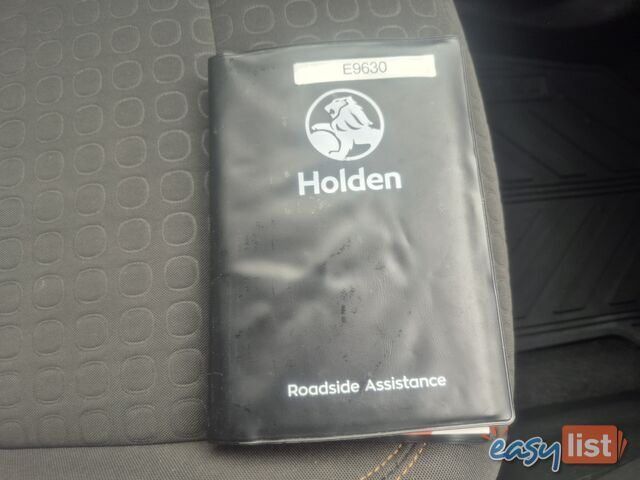 E9630
Holden
Roadside Assistance
easylist